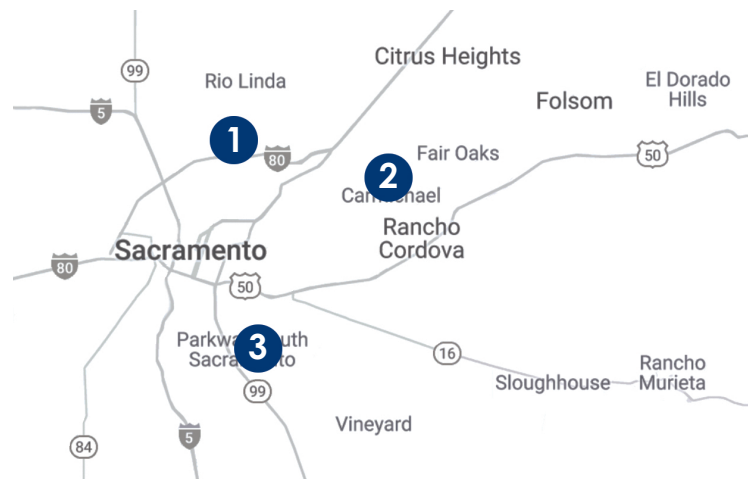 Citrus Heights
99
Rio Linda
El Dorado
Hills
Folsom
5
1
80
Fair Oaks
50
2
Rancho
Cordova
Sacramento
80
50
3
16
Rancho
Murieta
Sloughhouse
99
Vineyard
5
84